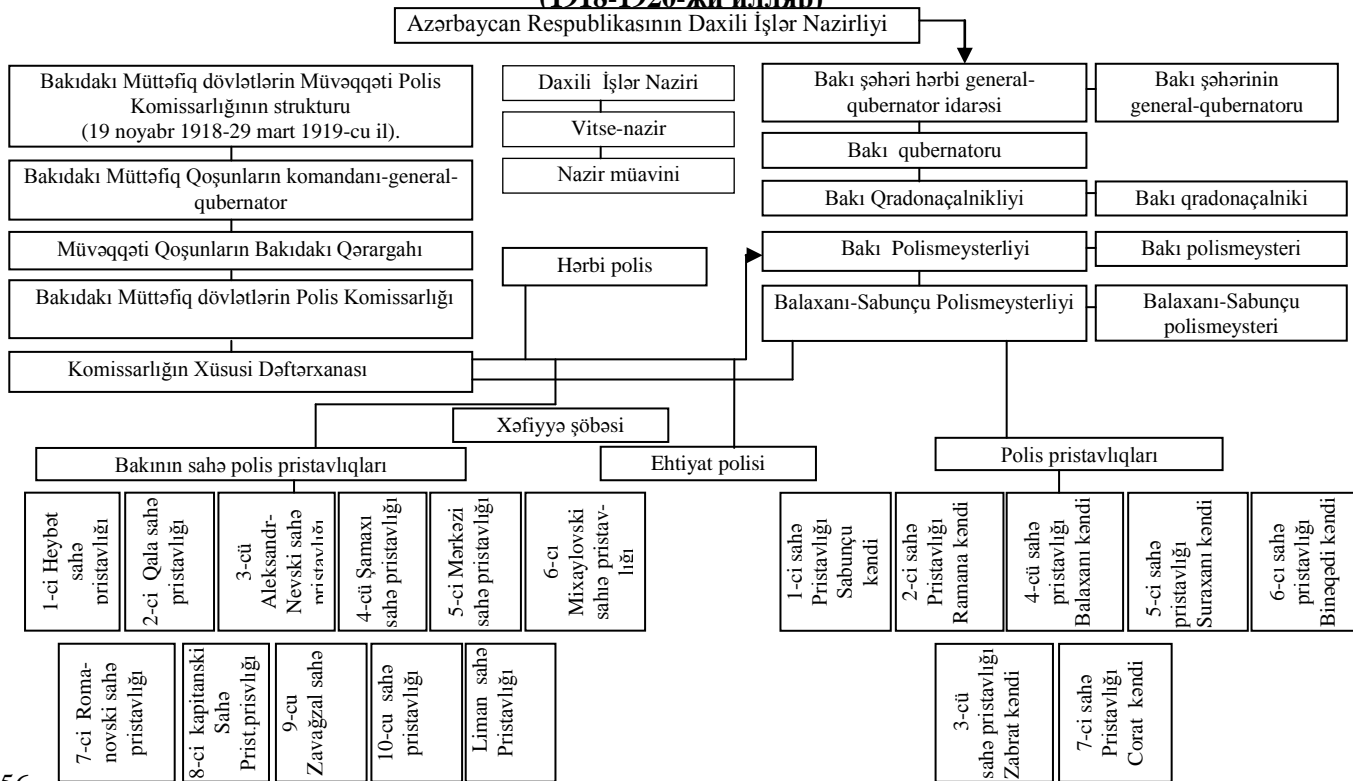 (1918-1920-жи илляр)
Azərbaycan Respublikasının Daxili İşlər Nazirliyi
Bakıdakı Müttəfiq dövlətlərin Müvəqqəti Polis
Komissarlığının strukturu
(19 noyabr 1918-29 mart 1919-cu il).
Bakıdakı Müttəfiq Qoşunların komandanı-general-
qubernator
Müvəqqəti Qoşunların Bakıdakı Qərargahı
Bakıdakı Müttəfiq dövlətlərin Polis Komissarlığı
Komissarlığın Xüsusi Dəftərxanası
Daxili İşlər Naziri
Vitse-nazir
Nazir müavini
Hərbi polis
Bakı şəhəri hərbi general-
qubernator idarəsi
Bakı şəhərinin
general-qubernatoru
Bakı qubernatoru
Bakı Qradonaçalnikliyi
Bakı qradonaçalniki
Bakı Polismeysterliyi
Bakı polismeysteri
Balaxanı-Sabunçu Polismeysterliyi
Balaxanı-Sabunçu
polismeysteri
Xəfiyyə şöbəsi
Bakının sahə polis pristavlıqları
Ehtiyat polisi
Polis pristavlıqları
1-ci Heybət
sahə
pristavlığı
2-ci Qala sahə
pristavlığı
3-cü
Aleksandr-
Nevski sahə
pristavlığı
4-cü Şamaxı
sahə pristavlığı
5-ci Mərkəzi
sahə pristavlığı
6-cı
Mixaylovski
sahə pristav-
lığı
1-ci sahə
Pristavlığı
Sabunçu
kəndi
2-ci sahə
Pristavlığı
Ramana kəndi
4-cü sahə
pristavlığı
Balaxanı kəndi
5-ci sahə
pristavlığı
Suraxanı kəndi
6-cı sahə
pristavlığı
Binəqədi kəndi
7-ci Roma-
novski sahə
pristavlığı
8-ci kapitanski
Sahə
Prist.prisvlığı
9-cu
Zavağzal sahə
10-cu sahə
pristavlığı
Liman sahə
Pristavlığı
3-cü
sahə pristavlığı
Zabrat kəndi
7-ci sahə
Pristavlığı
Corat kəndi
56